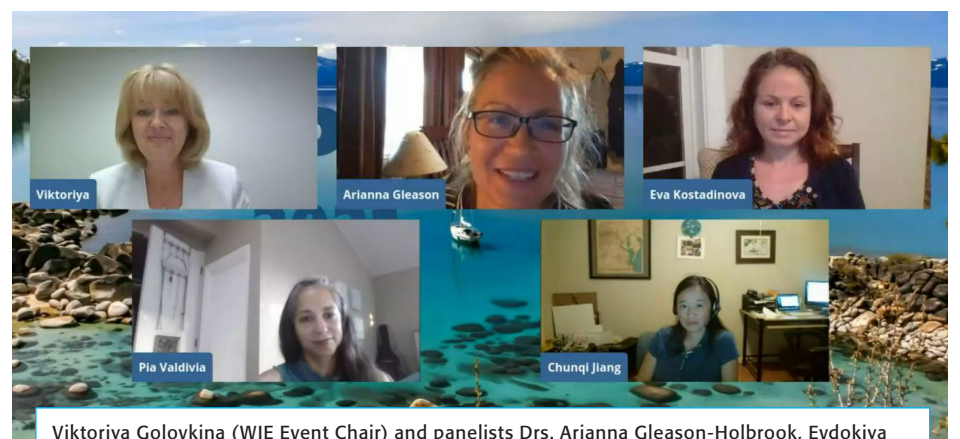 Viktoriya
Arianna Gleason
Eva Kostadinova
2021
Pia Valdivia
Chunqi Jiang
Viktoriya Golovkina (WIE Event Chair) and panelists Drs. Arianna Gleason-Holbrook, Evdokiya